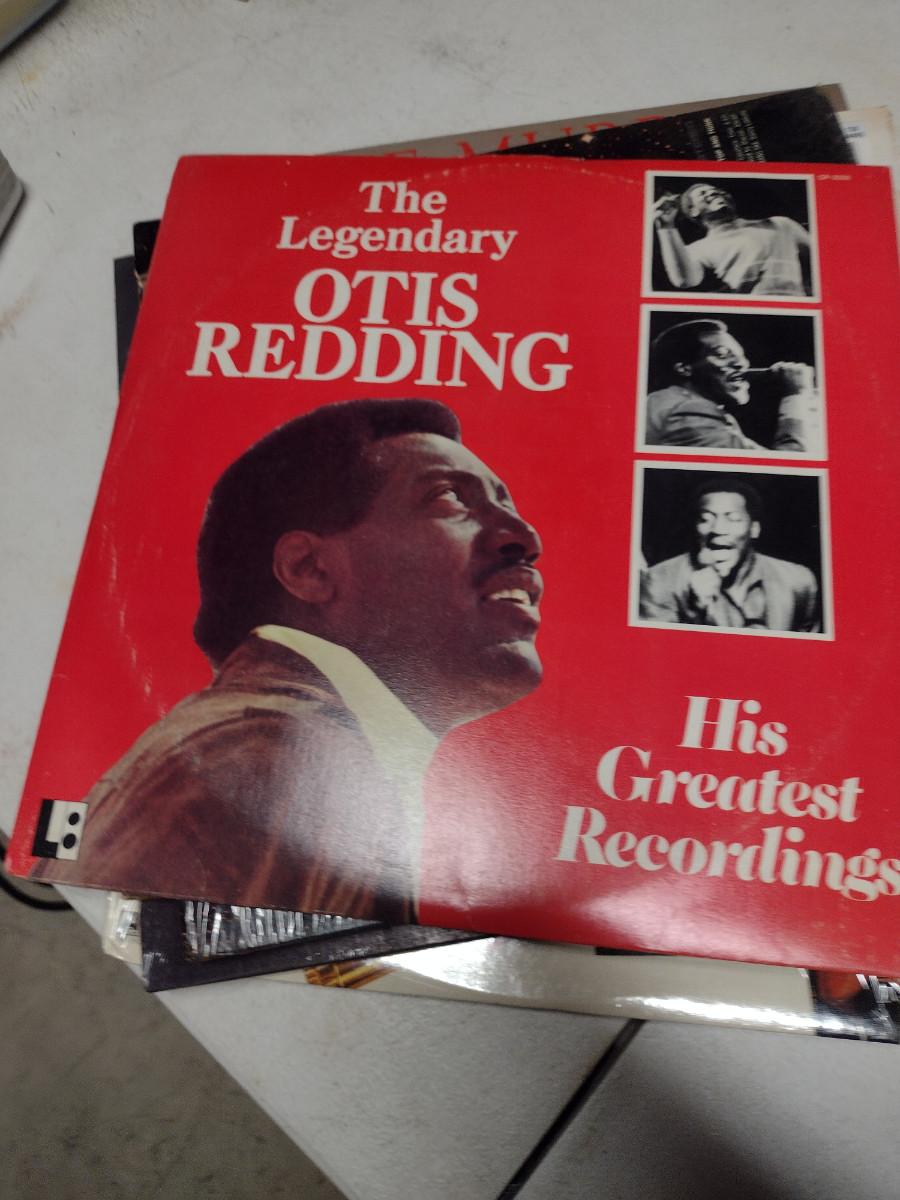 The
Legendary
OTIS
REDDING
His
Greatest
Recordings